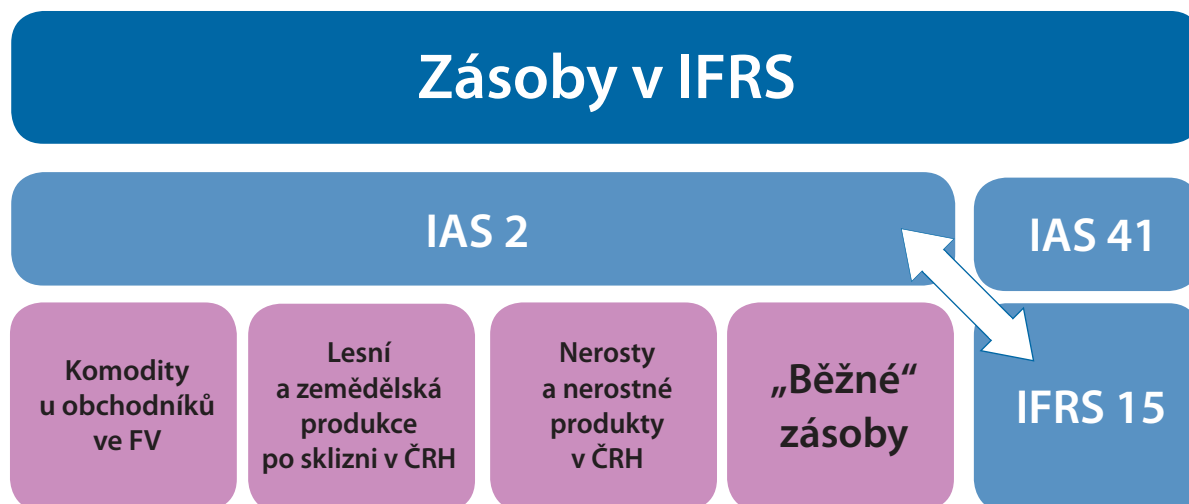 Zásoby v IFRS
IAS 2
IAS 41
Komodity
u obchodníků
ve FV
Lesní
a zemědělská
produkce
po sklizni v ČRH
Nerosty
a nerostné
produkty
v ČRH
„Běžné“
zásoby
IFRS 15